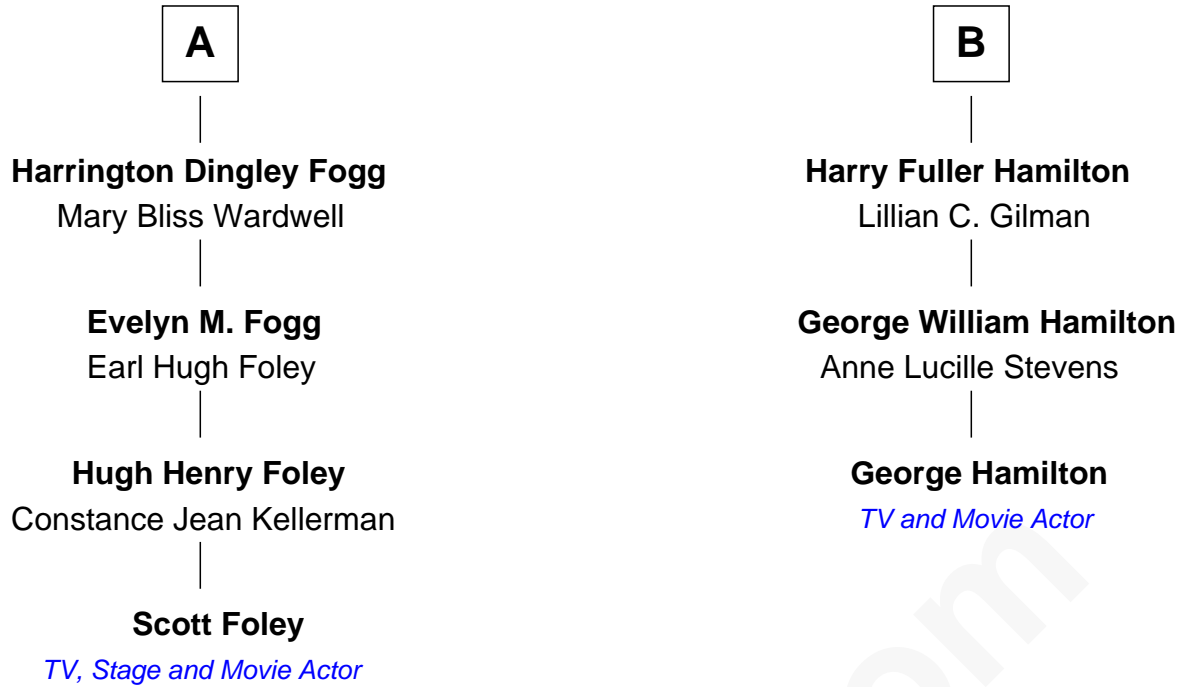 A
Harrington Dingley Fogg
Mary Bliss Wardwell
Evelyn M. Fogg
Earl Hugh Foley
Hugh Henry Foley
Constance Jean Kellerman
Scott Foley
TV, Stage and Movie Actor
B
Harry Fuller Hamilton
Lillian C. Gilman
George William Hamilton
Anne Lucille Stevens
George Hamilton
TV and Movie Actor
om